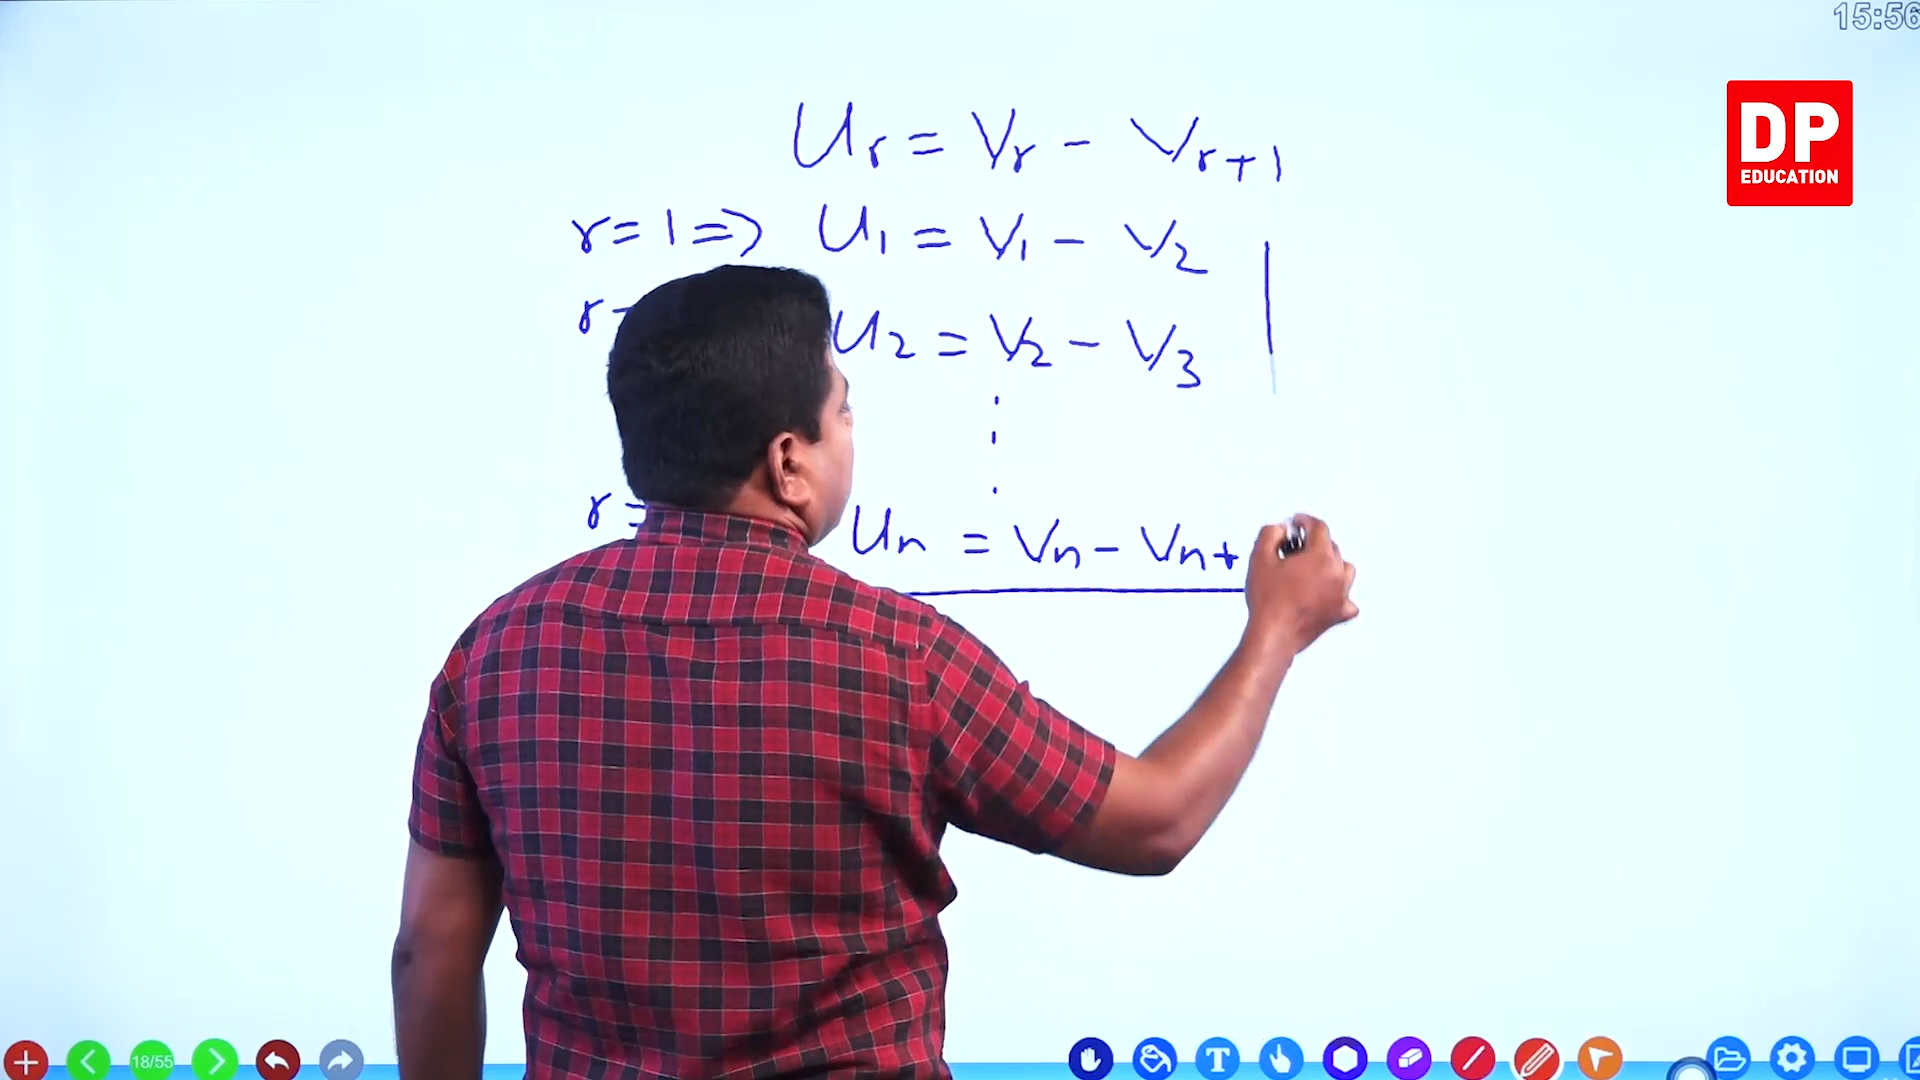 15:56
DP
EDUCATION
Ur = Vr - Vr+1
r = 1 => U1 = V1 - V2
U2 = V2 - V3
Un = Vn - Vn+
18/55